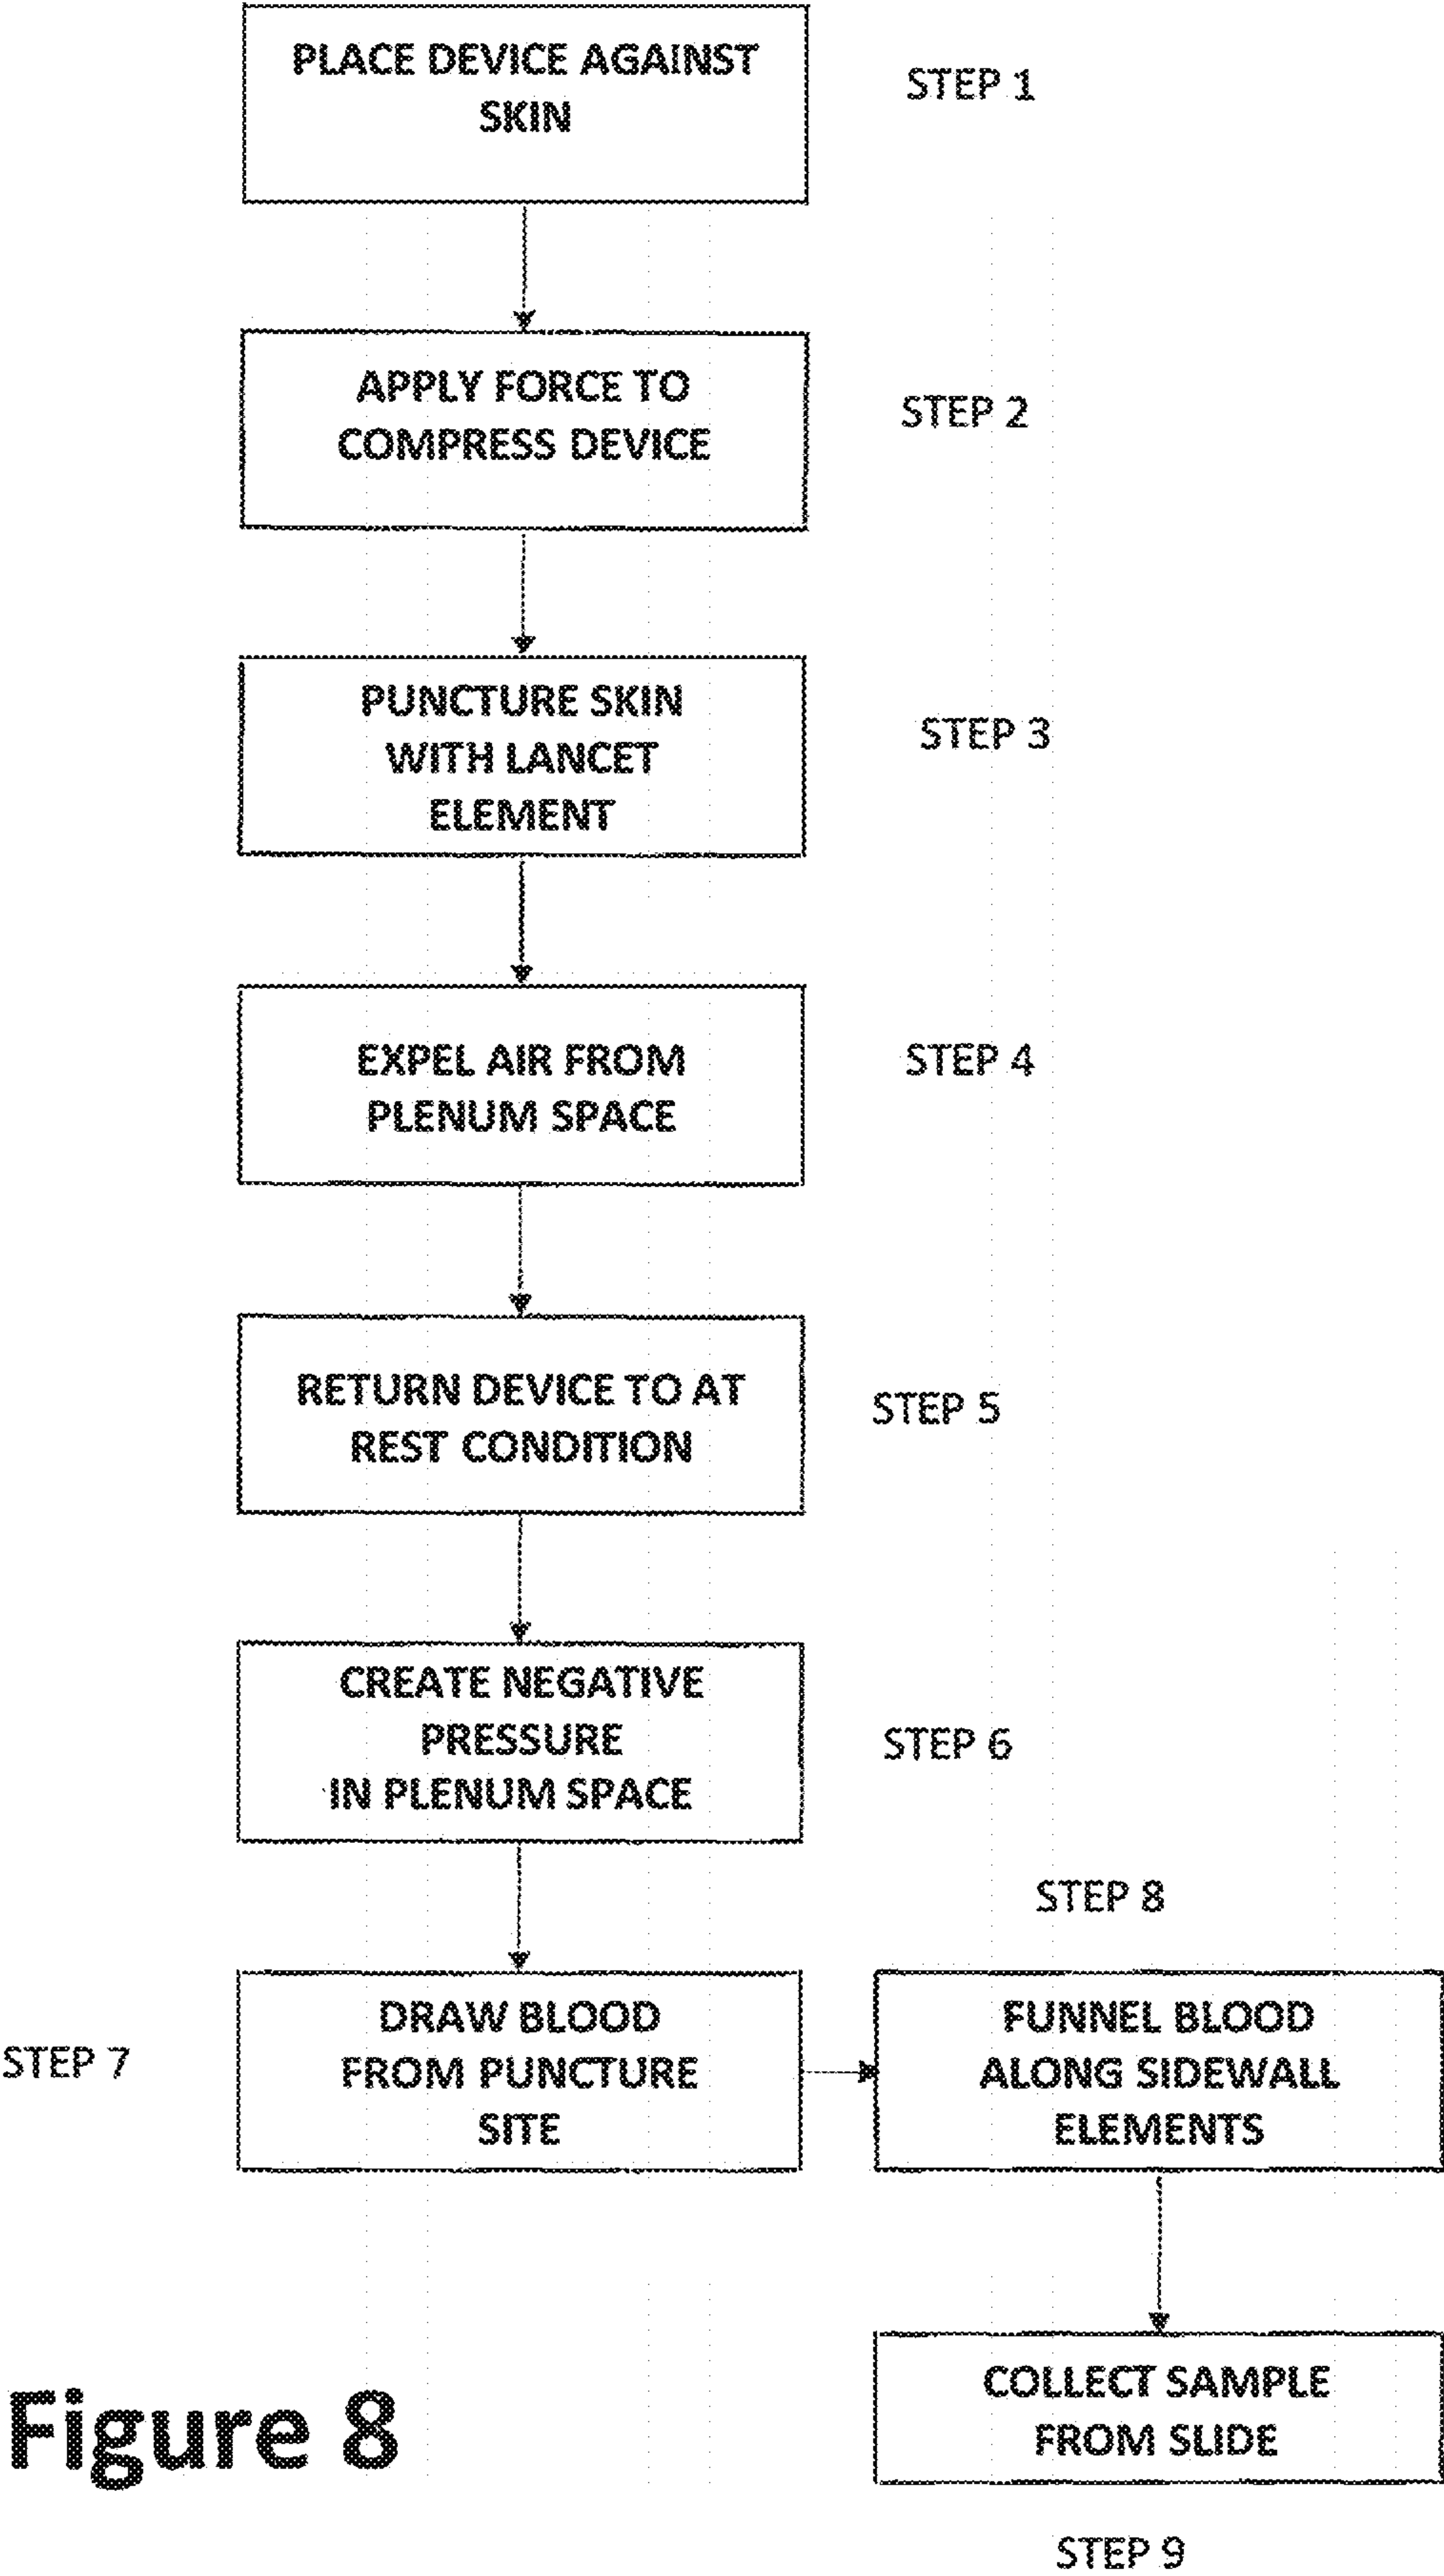 PLACE DEVICE AGAINST
SKIN
STEP 1
APPLY FORCE TO
COMPRESS DEVICE
STEP 2
PUNCTURE SKIN
WITH LANCET
ELEMENT
STEP 3
EXPEL AIR FROM
PLENUM SPACE
STEP 4
RETURN DEVICE TO AT
REST CONDITION
STEP 5
CREATE NEGATIVE
PRESSURE
IN PLENUM SPACE
STEP 6
STEP 7
DRAW BLOOD
FROM PUNCTURE
SITE
STEP 8
FUNNEL BLOOD
ALONG SIDEWALL
ELEMENTS
COLLECT SAMPLE
FROM SLIDE
STEP 9
Figure 8